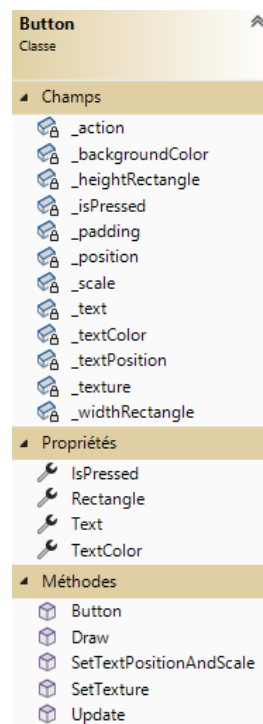 Button
Classe
Champs
_action
_backgroundColor
_heightRectangle
_isPressed
_padding
_position
_scale
_text
_textColor
_textPosition
_texture
_widthRectangle
Propriétés
IsPressed
Rectangle
Text
TextColor
Méthodes
Button
Draw
SetTextPositionAndScale
SetTexture
Update